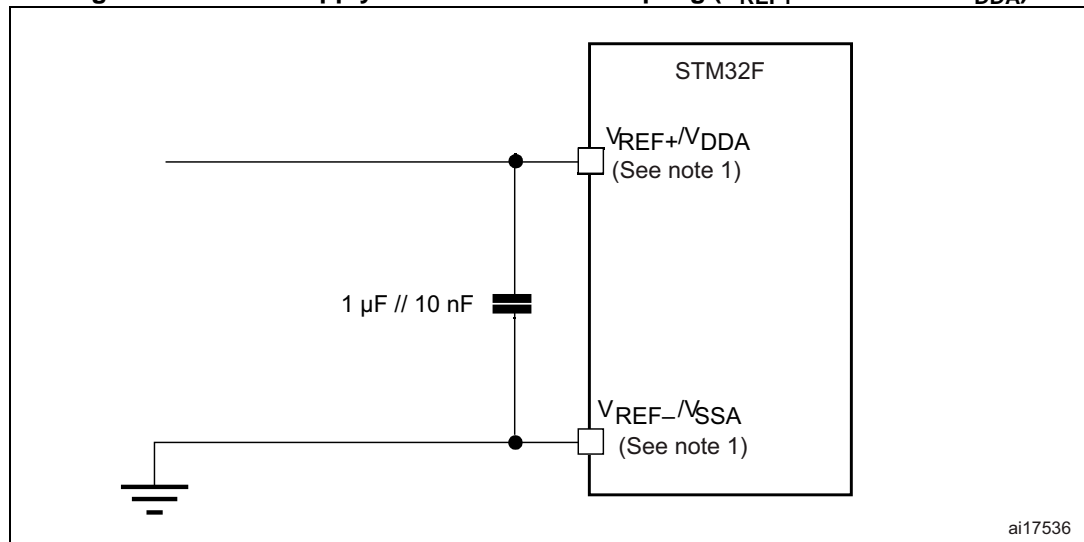 STM32F
VREF+/VDDA
(See note 1)
1 µF // 10 nF
VREF–/VSSA
(See note 1)
ai17536